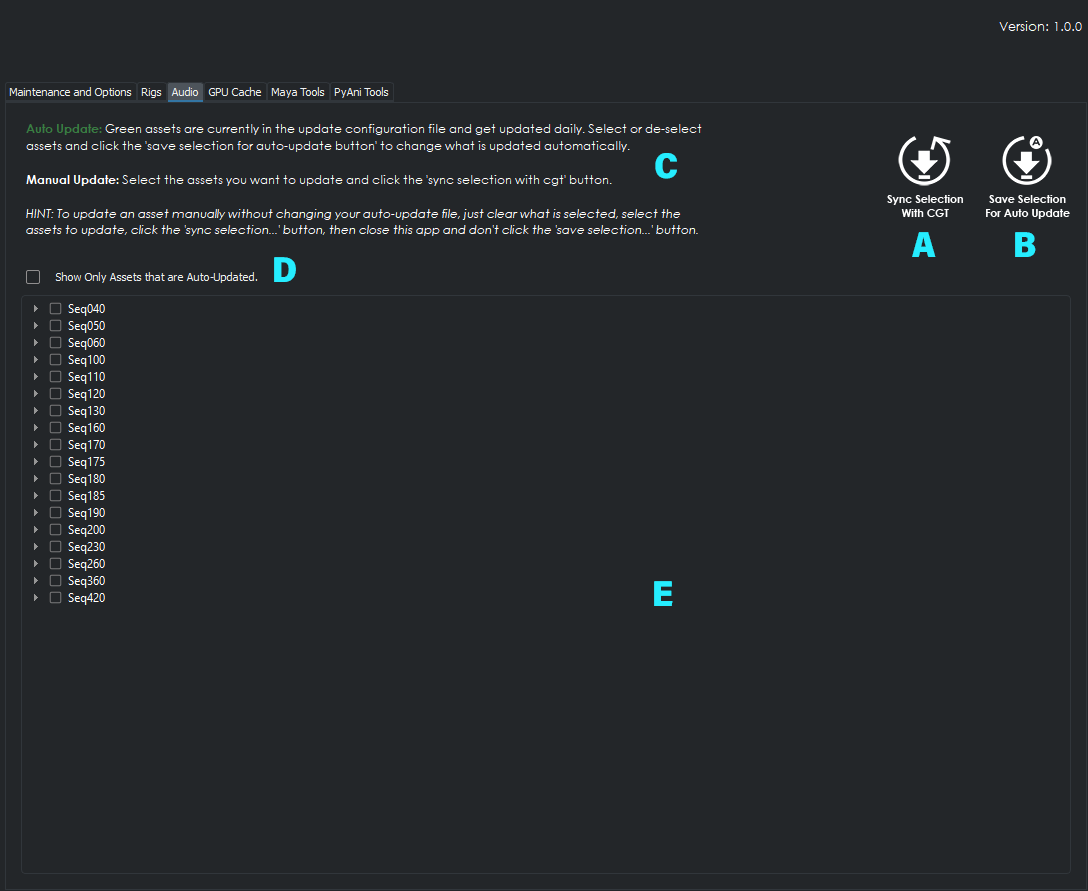 Version: 1.0.0
Maintenance and Options Rigs Audio GPU Cache Maya Tools PyAni Tools
Auto Update: Green assets are currently in the update configuration file and get updated daily. Select or de-select
assets and click the 'save selection for auto-update button' to change what is updated automatically.
C
Manual Update: Select the assets you want to update and click the 'sync selection with cgt' button.
HINT: To update an asset manually without changing your auto-update file, just clear what is selected, select the
assets to update, click the 'sync selection...' button, then close this app and don't click the 'save selection...' button.
Sync Selection
With CGT
A
A
Save Selection
For Auto Update
B
Show Only Assets that are Auto-Updated.
D
Seq040
Seq050
Seq060
Seq100
Seq110
Seq120
Seq130
Seq160
Seq170
Seq175
Seq180
Seq185
Seq190
Seq200
Seq230
Seq260
Seq360
Seq420
E